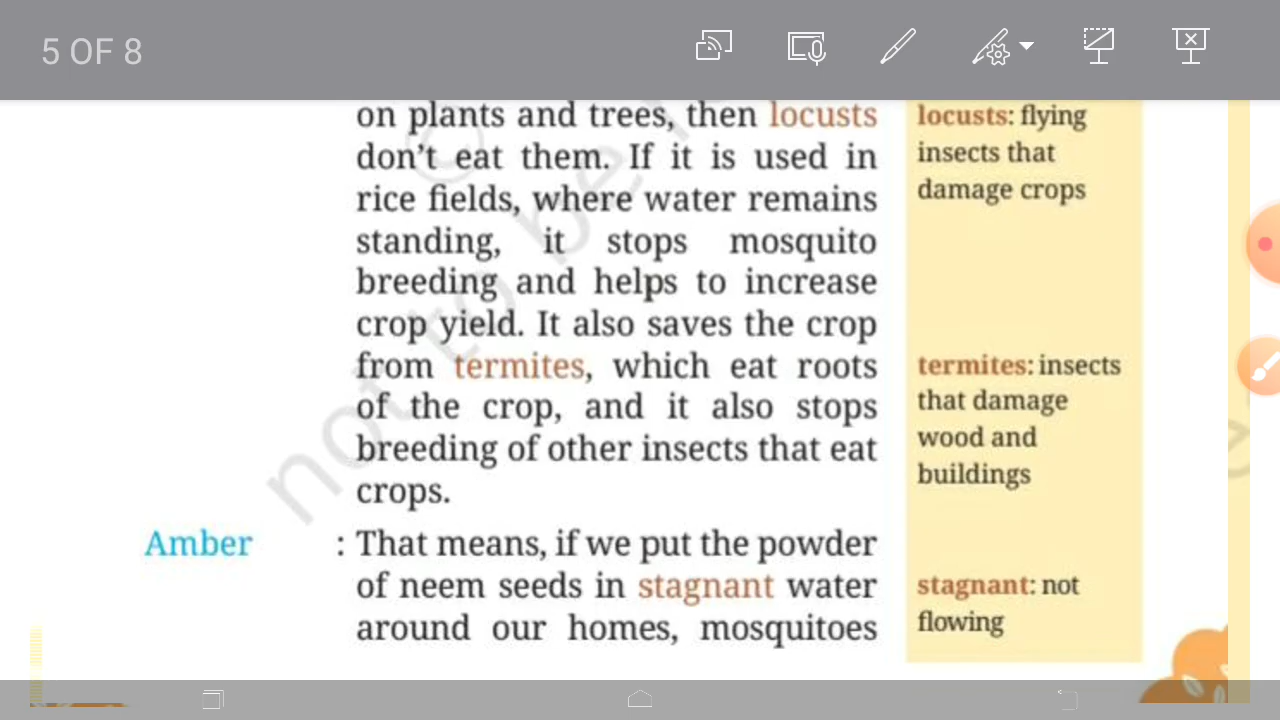 5 OF 8
on plants and trees, then locusts
don't eat them. If it is used in
rice fields, where water remains
standing, it stops mosquito
breeding and helps to increase
crop yield. It also saves the crop
from termites, which eat roots
of the crop, and it also stops
breeding of other insects that eat
crops.
Amber : That means, if we put the powder
of neem seeds in stagnant water
around our homes, mosquitoes
locusts: flying
insects that
damage crops
termites: insects
that damage
wood and
buildings
stagnant: not
flowing
©
not to be r
e